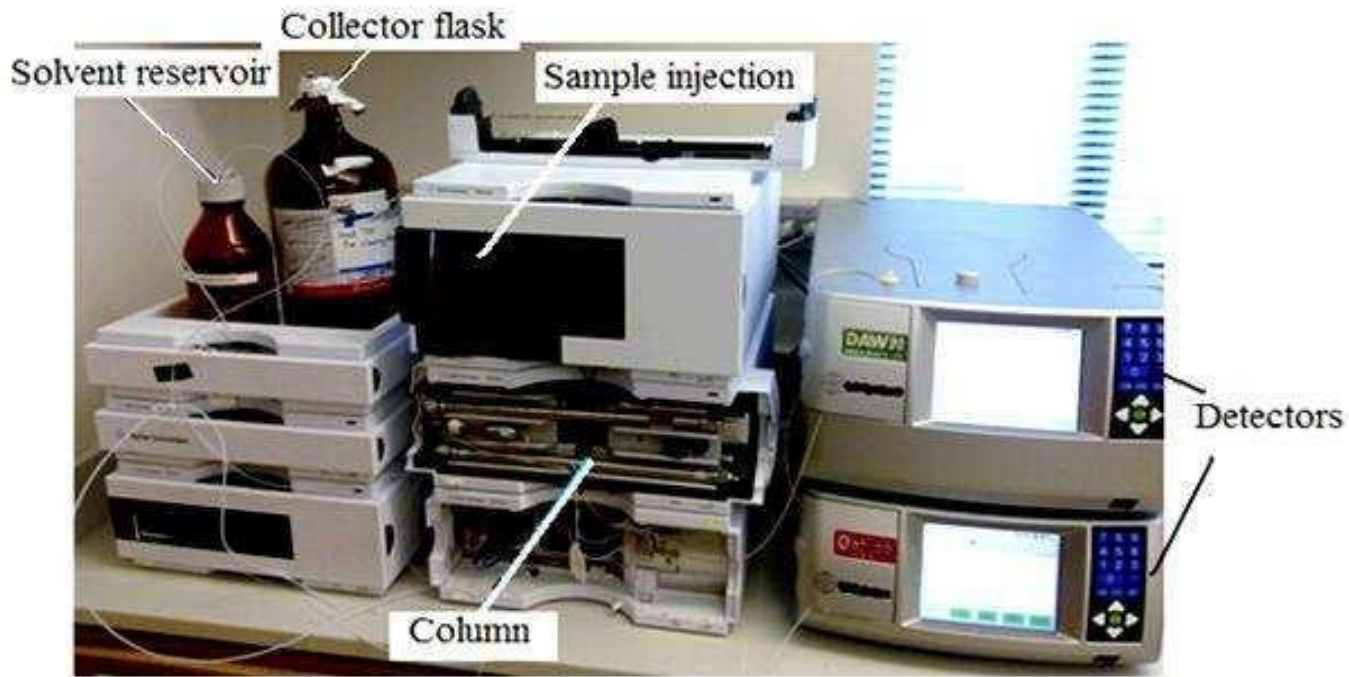 Collector flask
Solvent reservoir
Sample injection
DAWN
Detectors
Column